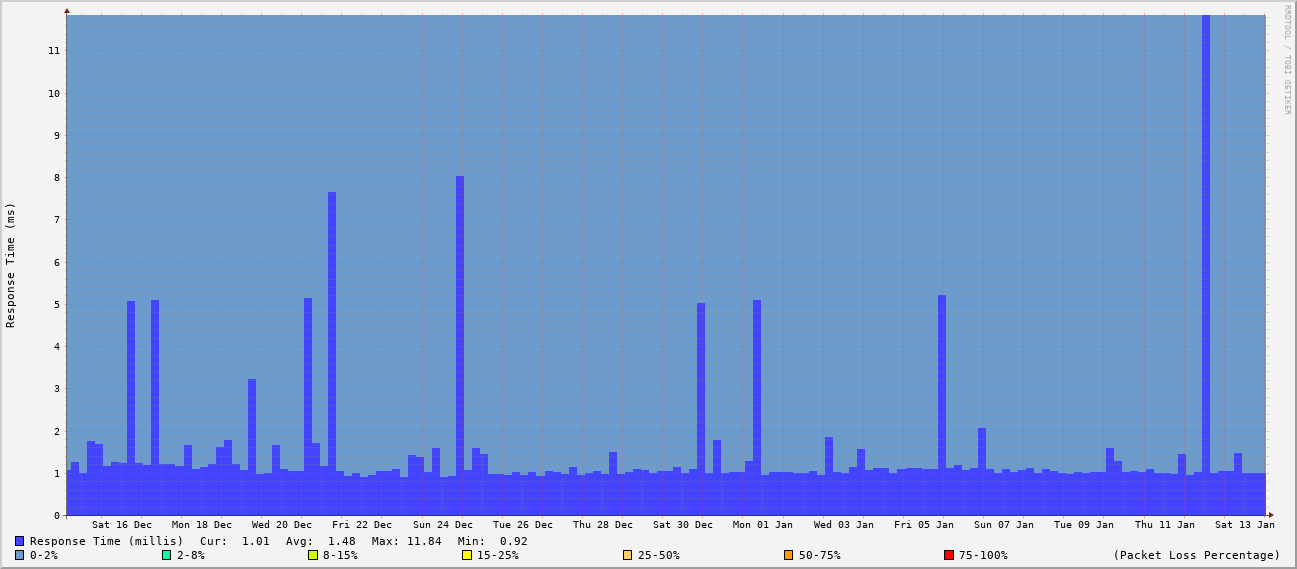 RRDTOOL / TOBI OETIKER
Response Time (ms)
11
10
9
8
7
6
5
4
3
2
1
0
Sat 16 Dec Mon 18 Dec Wed 20 Dec Fri 22 Dec Sun 24 Dec Tue 26 Dec Thu 28 Dec Sat 30 Dec Mon 01 Jan Wed 03 Jan Fri 05 Jan Sun 07 Jan Tue 09 Jan Thu 11 Jan Sat 13 Jan
Response Time (millis) Cur: 1.01 Avg: 1.48 Max: 11.84 Min: 0.92
0-2% 2-8% 8-15% 15-25% 25-50% 50-75% 75-100% (Packet Loss Percentage)